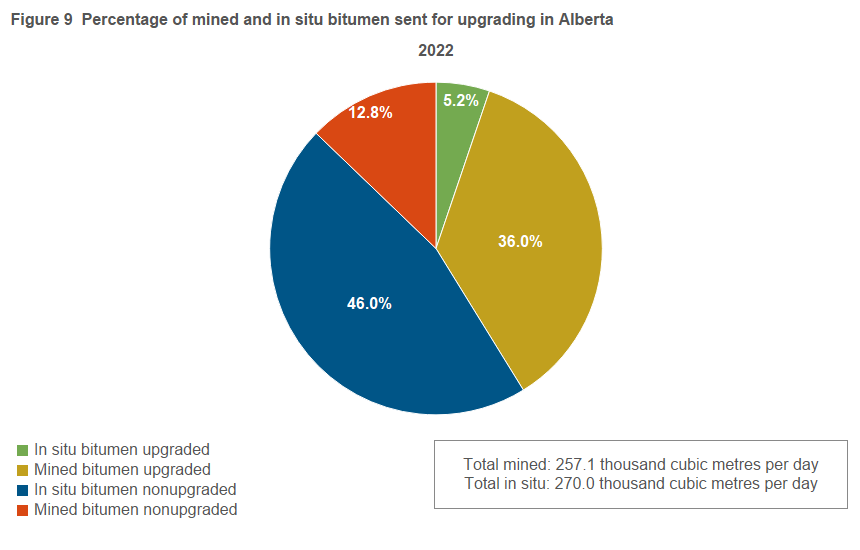 Figure 9  Percentage of mined and in situ bitumen sent for upgrading in Alberta
2022
5.2%
12.8%
36.0%
46.0%
In situ bitumen upgraded
Mined bitumen upgraded
In situ bitumen nonupgraded
Mined bitumen nonupgraded
Total mined: 257.1 thousand cubic metres per day
Total in situ: 270.0 thousand cubic metres per day